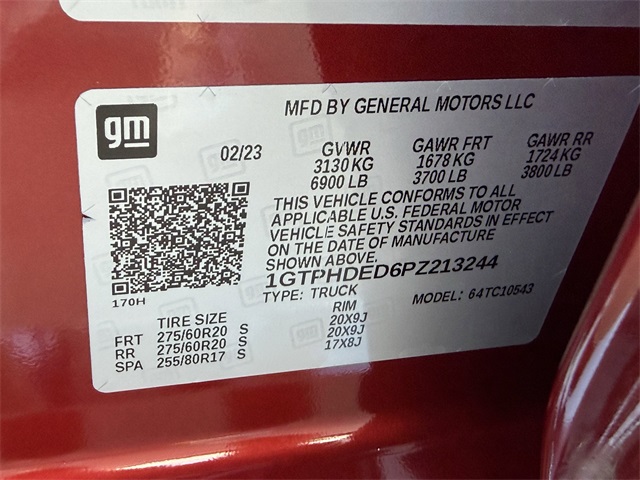 gm
MFD BY GENERAL MOTORS LLC
02/23 GVWR GAWR FRT GAWR RR
3130 KG 1678 KG 1724 KG
6900 LB 3700 LB 3800 LB
THIS VEHICLE CONFORMS TO ALL
APPLICABLE U.S. FEDERAL MOTOR
VEHICLE SAFETY STANDARDS IN EFFECT
ON THE DATE OF MANUFACTURE
SHOWN ABOVE.
1GTPHDED6PZ213244
170H
TYPE: TRUCK MODEL: 64TC10543
TIRE SIZE RIM
FRT 275/60R20 S 20X9J
RR 275/60R20 S 20X9J
SPA 255/80R17 S 17X8J